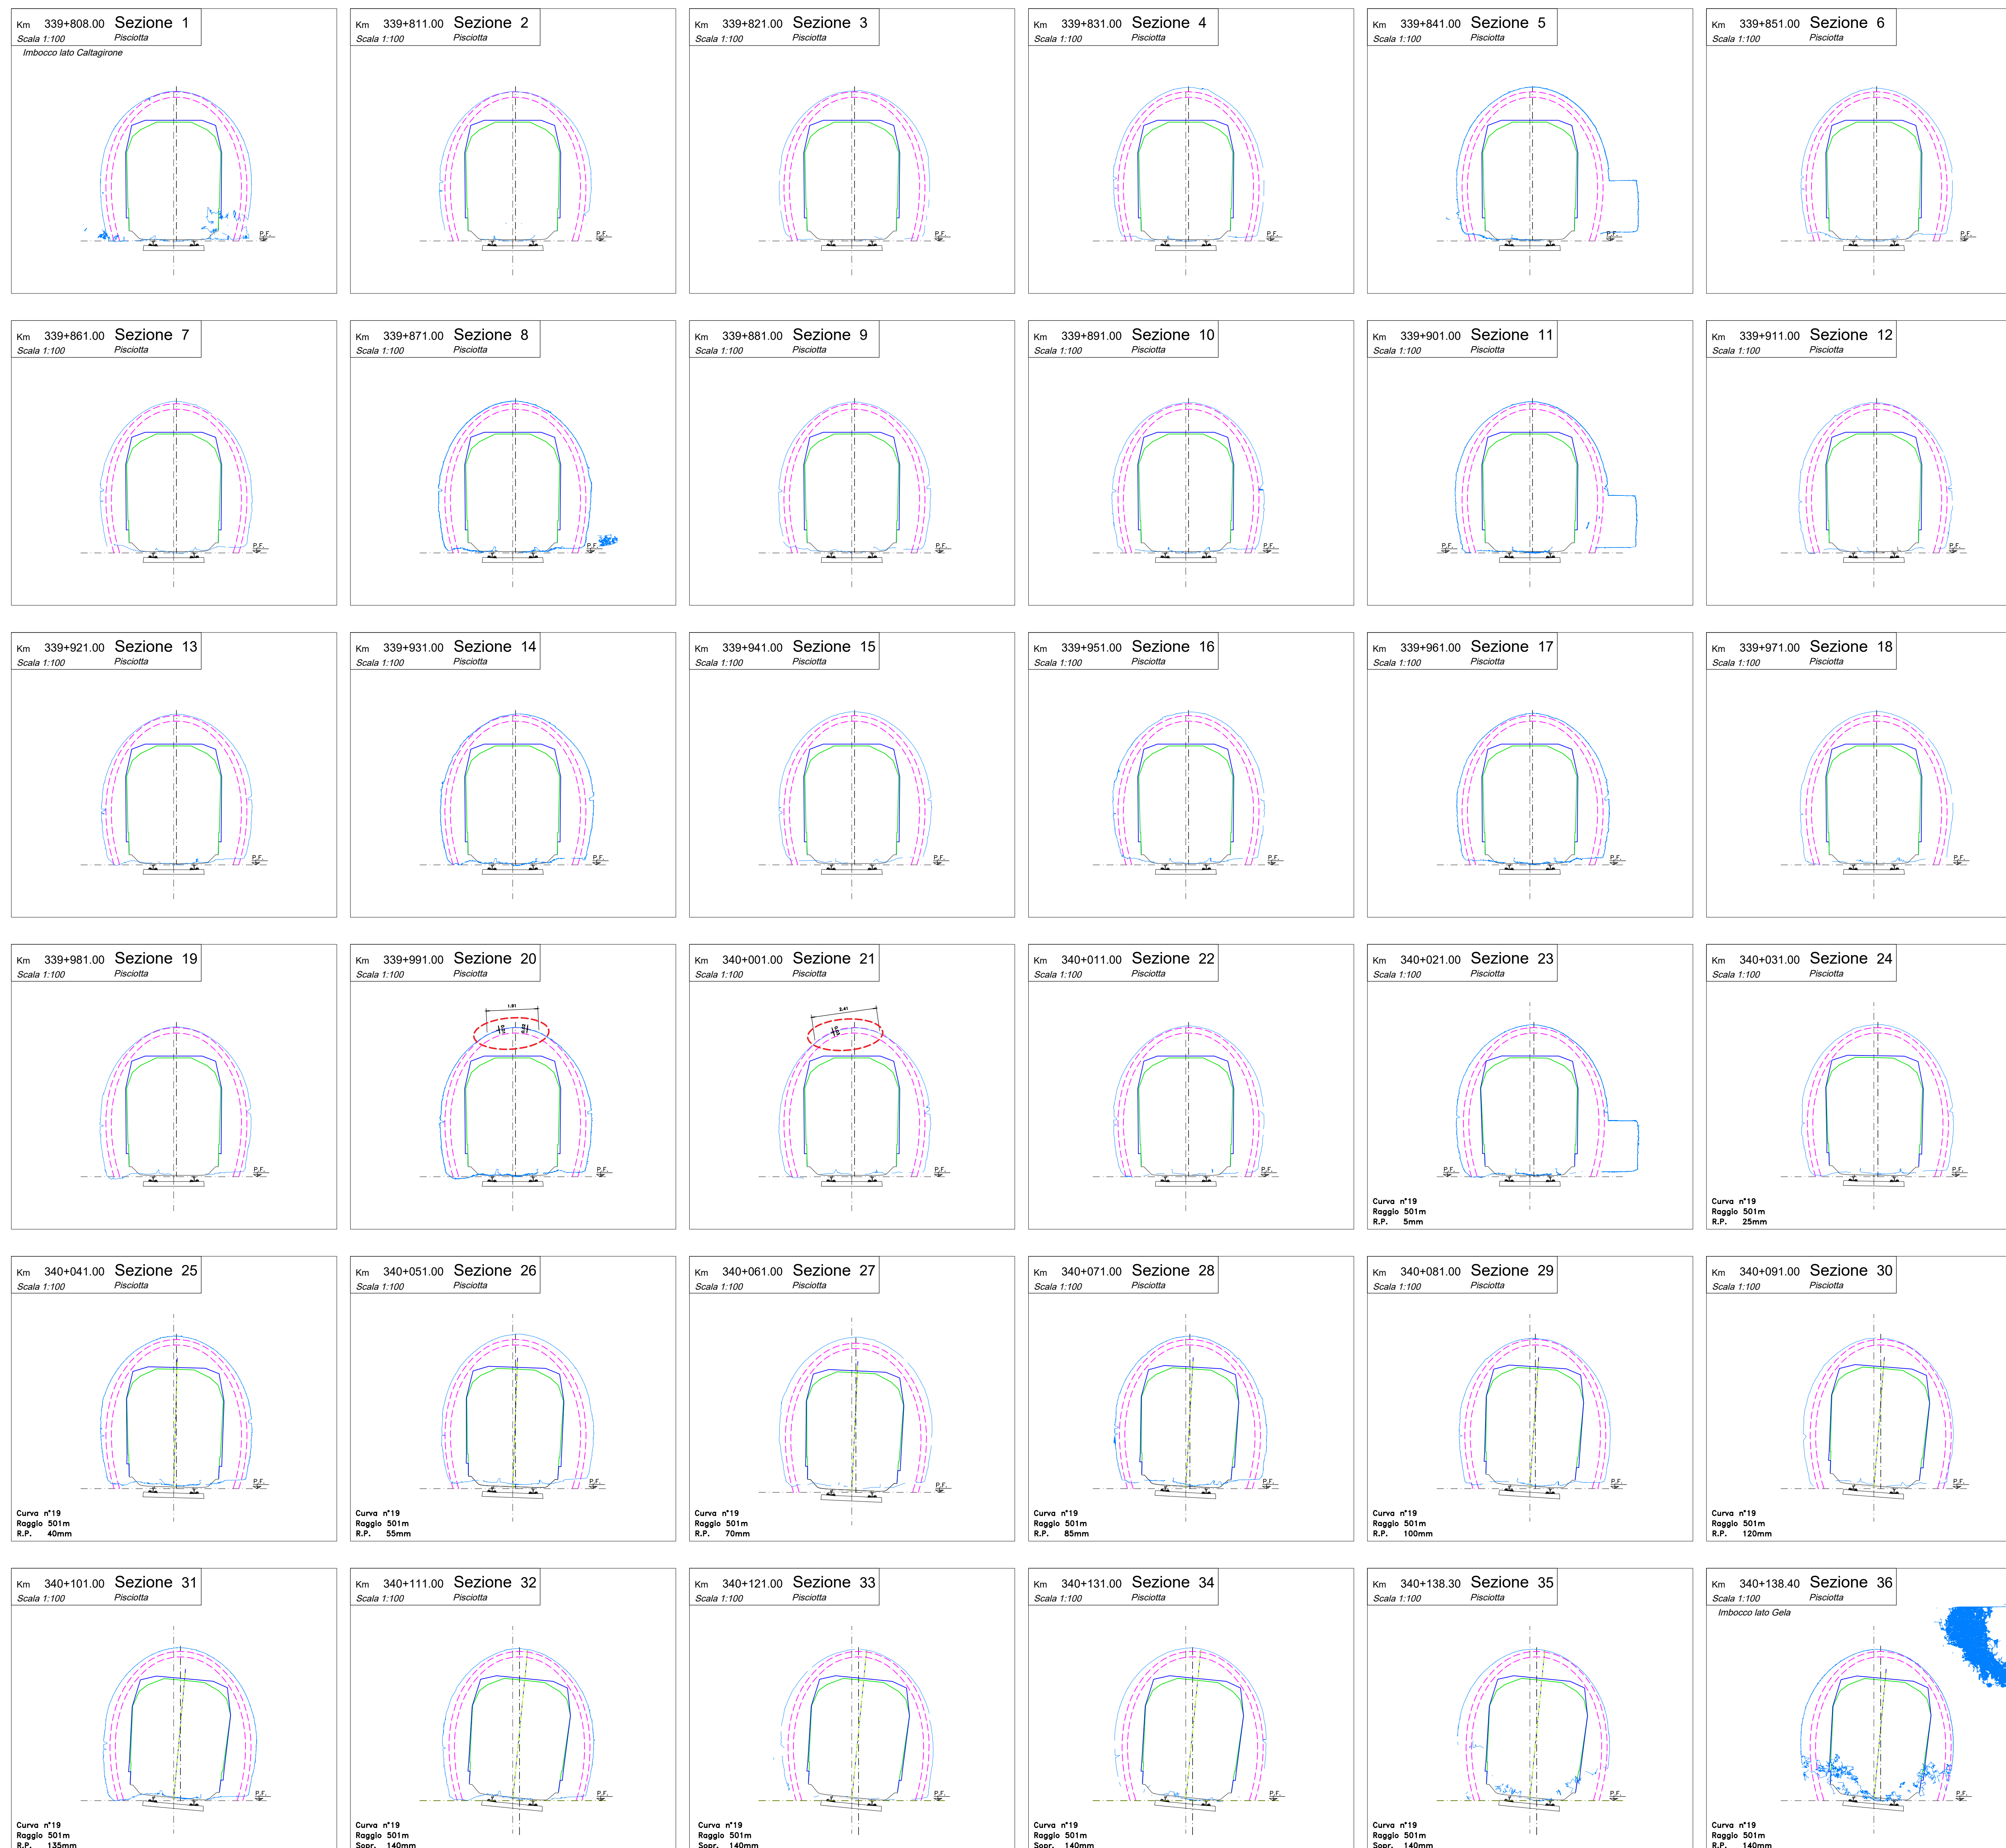 Km 339+808.00 Sezione 1
Scala 1:100 Pisciotta
Imbocco lato Caltagirone
P.F.
Km 339+811.00 Sezione 2
Scala 1:100 Pisciotta
P.F.
Km 339+821.00 Sezione 3
Scala 1:100 Pisciotta
P.F.
Km 339+831.00 Sezione 4
Scala 1:100 Pisciotta
P.F.
Km 339+841.00 Sezione 5
Scala 1:100 Pisciotta
P.F.
Km 339+851.00 Sezione 6
Scala 1:100 Pisciotta
P.F.
Km 339+861.00 Sezione 7
Scala 1:100 Pisciotta
P.F.
Km 339+871.00 Sezione 8
Scala 1:100 Pisciotta
P.F.
Km 339+881.00 Sezione 9
Scala 1:100 Pisciotta
P.F.
Km 339+891.00 Sezione 10
Scala 1:100 Pisciotta
P.F.
Km 339+901.00 Sezione 11
Scala 1:100 Pisciotta
P.F.
Km 339+911.00 Sezione 12
Scala 1:100 Pisciotta
P.F.
Km 339+921.00 Sezione 13
Scala 1:100 Pisciotta
P.F.
Km 339+931.00 Sezione 14
Scala 1:100 Pisciotta
P.F.
Km 339+941.00 Sezione 15
Scala 1:100 Pisciotta
P.F.
Km 339+951.00 Sezione 16
Scala 1:100 Pisciotta
P.F.
Km 339+961.00 Sezione 17
Scala 1:100 Pisciotta
P.F.
Km 339+971.00 Sezione 18
Scala 1:100 Pisciotta
P.F.
Km 339+981.00 Sezione 19
Scala 1:100 Pisciotta
P.F.
Km 339+991.00 Sezione 20
Scala 1:100 Pisciotta
1.91
P.F.
Km 340+001.00 Sezione 21
Scala 1:100 Pisciotta
2.41
P.F.
Km 340+011.00 Sezione 22
Scala 1:100 Pisciotta
P.F.
Km 340+021.00 Sezione 23
Scala 1:100 Pisciotta
P.F.
Curva n°19
Raggio 501m
R.P. 5mm
Km 340+031.00 Sezione 24
Scala 1:100 Pisciotta
P.F.
Curva n°19
Raggio 501m
R.P. 25mm
Km 340+041.00 Sezione 25
Scala 1:100 Pisciotta
P.F.
Curva n°19
Raggio 501m
R.P. 40mm
Km 340+051.00 Sezione 26
Scala 1:100 Pisciotta
P.F.
Curva n°19
Raggio 501m
R.P. 55mm
Km 340+061.00 Sezione 27
Scala 1:100 Pisciotta
P.F.
Curva n°19
Raggio 501m
R.P. 70mm
Km 340+071.00 Sezione 28
Scala 1:100 Pisciotta
P.F.
Curva n°19
Raggio 501m
R.P. 85mm
Km 340+081.00 Sezione 29
Scala 1:100 Pisciotta
P.F.
Curva n°19
Raggio 501m
R.P. 100mm
Km 340+091.00 Sezione 30
Scala 1:100 Pisciotta
P.F.
Curva n°19
Raggio 501m
R.P. 120mm
Km 340+101.00 Sezione 31
Scala 1:100 Pisciotta
P.F.
Curva n°19
Raggio 501m
R.P. 135mm
Km 340+111.00 Sezione 32
Scala 1:100 Pisciotta
P.F.
Curva n°19
Raggio 501m
Sopr. 140mm
Km 340+121.00 Sezione 33
Scala 1:100 Pisciotta
P.F.
Curva n°19
Raggio 501m
Sopr. 140mm
Km 340+131.00 Sezione 34
Scala 1:100 Pisciotta
P.F.
Curva n°19
Raggio 501m
Sopr. 140mm
Km 340+138.30 Sezione 35
Scala 1:100 Pisciotta
P.F.
Curva n°19
Raggio 501m
Sopr. 140mm
Km 340+138.40 Sezione 36
Scala 1:100 Pisciotta
Imbocco lato Gela
P.F.
Curva n°19
Raggio 501m
R.P. 140mm